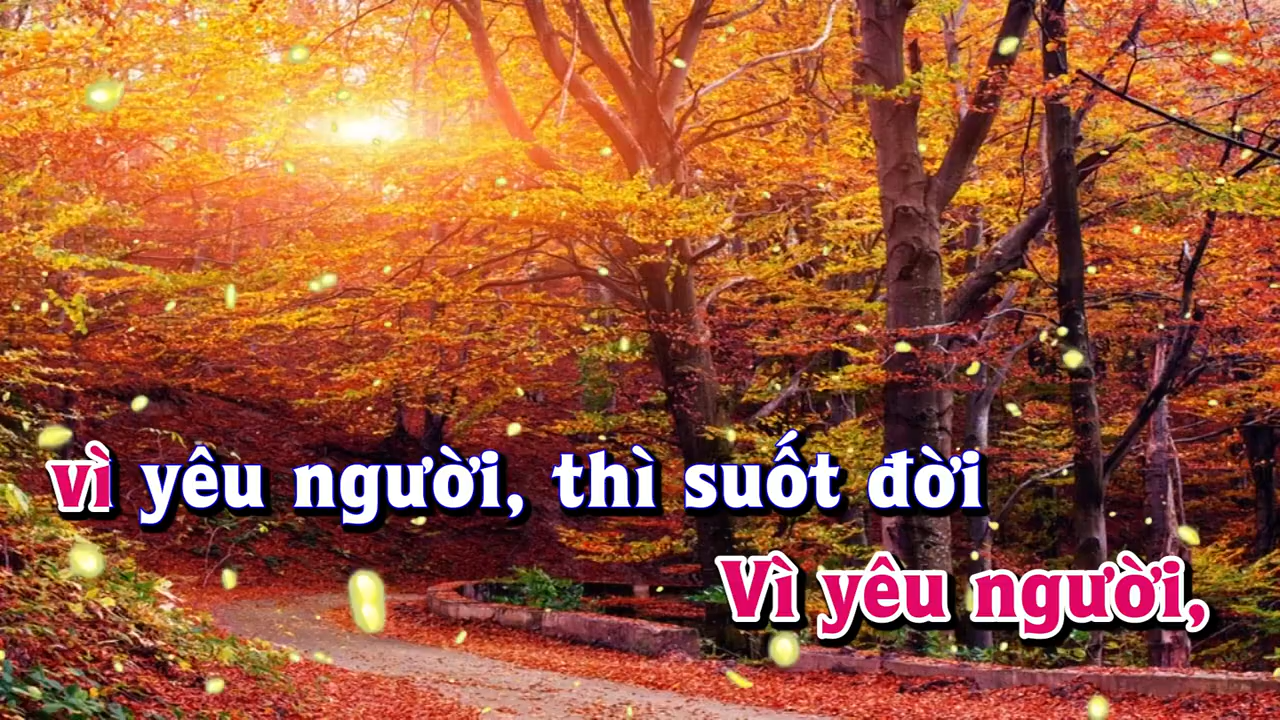 vì yêu người, thì suốt đời
Vì yêu người,